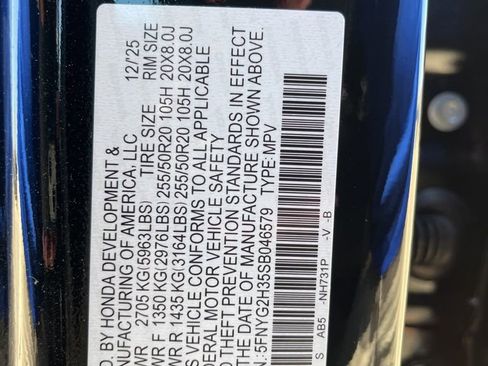 D. BY HONDA DEVELOPMENT & 12/'25
NUFACTURING OF AMERICA, LLC TIRE SIZE RIM SIZE
WR 2705 KG(5963LBS)
WR F 1350 KG(2976LBS) 255/50R20 105H 20X8.0J
WR R 1435 KG(3164LBS) 255/50R20 105H 20X8.0J
S VEHICLE CONFORMS TO ALL APPLICABLE
DERAL MOTOR VEHICLE SAFETY
D THEFT PREVENTION STANDARDS IN EFFECT
THE DATE OF MANUFACTURE SHOWN ABOVE.
N:5FNYG2H35SB046579 TYPE:MPV
S AB5 -V -B
-NH731P